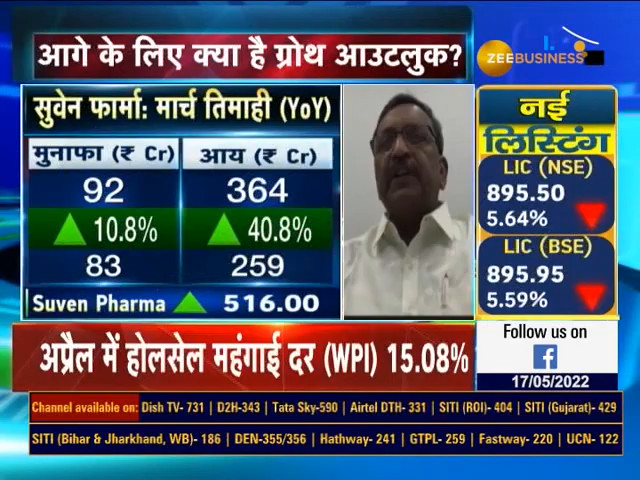 आगे के लिए क्या है ग्रोथ आउटलुक?
ZEE BUSINESS
सुवेन फार्मा: मार्च तिमाही (YoY)
मुनाफा (₹ Cr) आय (₹ Cr)
92 364
10.8% 40.8%
83 259
Suven Pharma 516.00
नई
लिस्टिंग
LIC (NSE)
895.50
5.64%
LIC (BSE)
895.95
5.59%
अप्रैल में होलसेल महंगाई दर (WPI) 15.08%
Follow us on
17/05/2022
Channel available on: Dish TV- 731 | D2H-343 | Tata Sky-590 | Airtel DTH- 331 | SITI (ROI)- 404 | SITI (Gujarat)- 429
SITI (Bihar & Jharkhand, WB)- 186 | DEN-355/356 | Hathway- 241 | GTPL- 259 | Fastway- 220 | UCN- 122